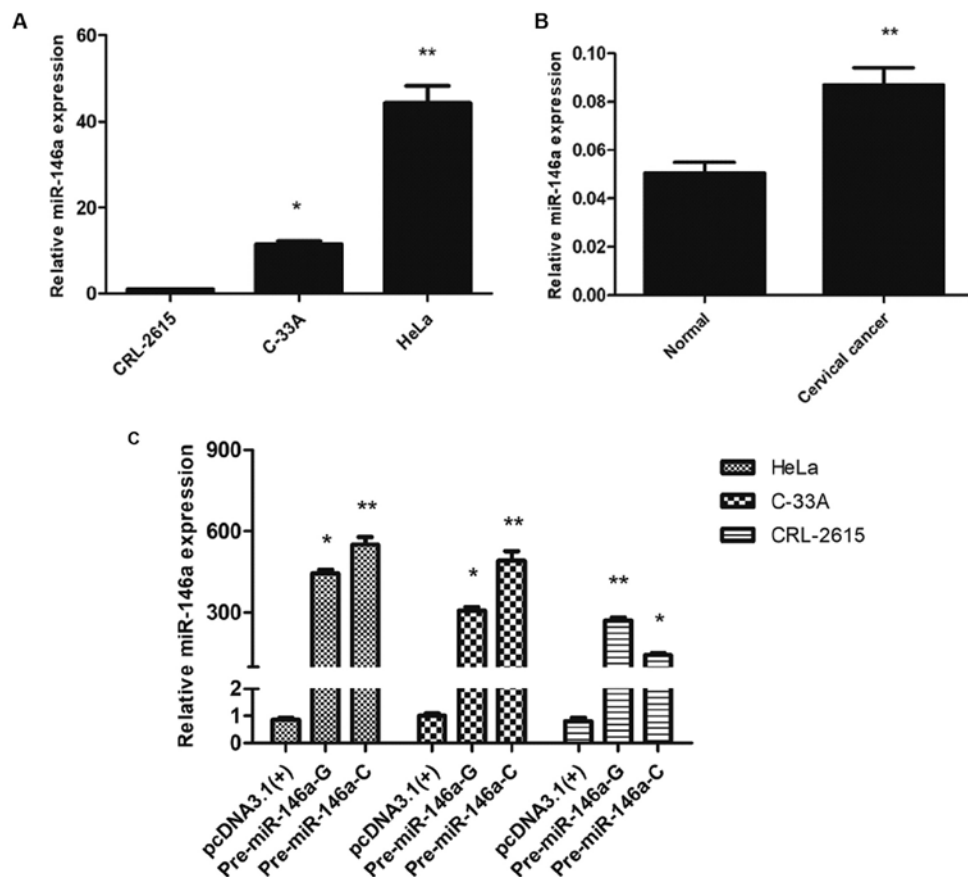 A
Relative miR-146a expression
60
40
20
0
*
**
CRL-2615
C-33A
HeLa
B
Relative miR-146a expression
0.10
0.08
0.06
0.04
0.02
0.00
**
Normal
Cervical cancer
C
Relative miR-146a expression
900
600
300
2
1
0
*
**
*
**
**
*
pcDNA3.1(+)
Pre-miR-146a-G
Pre-miR-146a-C
pcDNA3.1(+)
Pre-miR-146a-G
Pre-miR-146a-C
pcDNA3.1(+)
Pre-miR-146a-G
Pre-miR-146a-C
HeLa
C-33A
CRL-2615